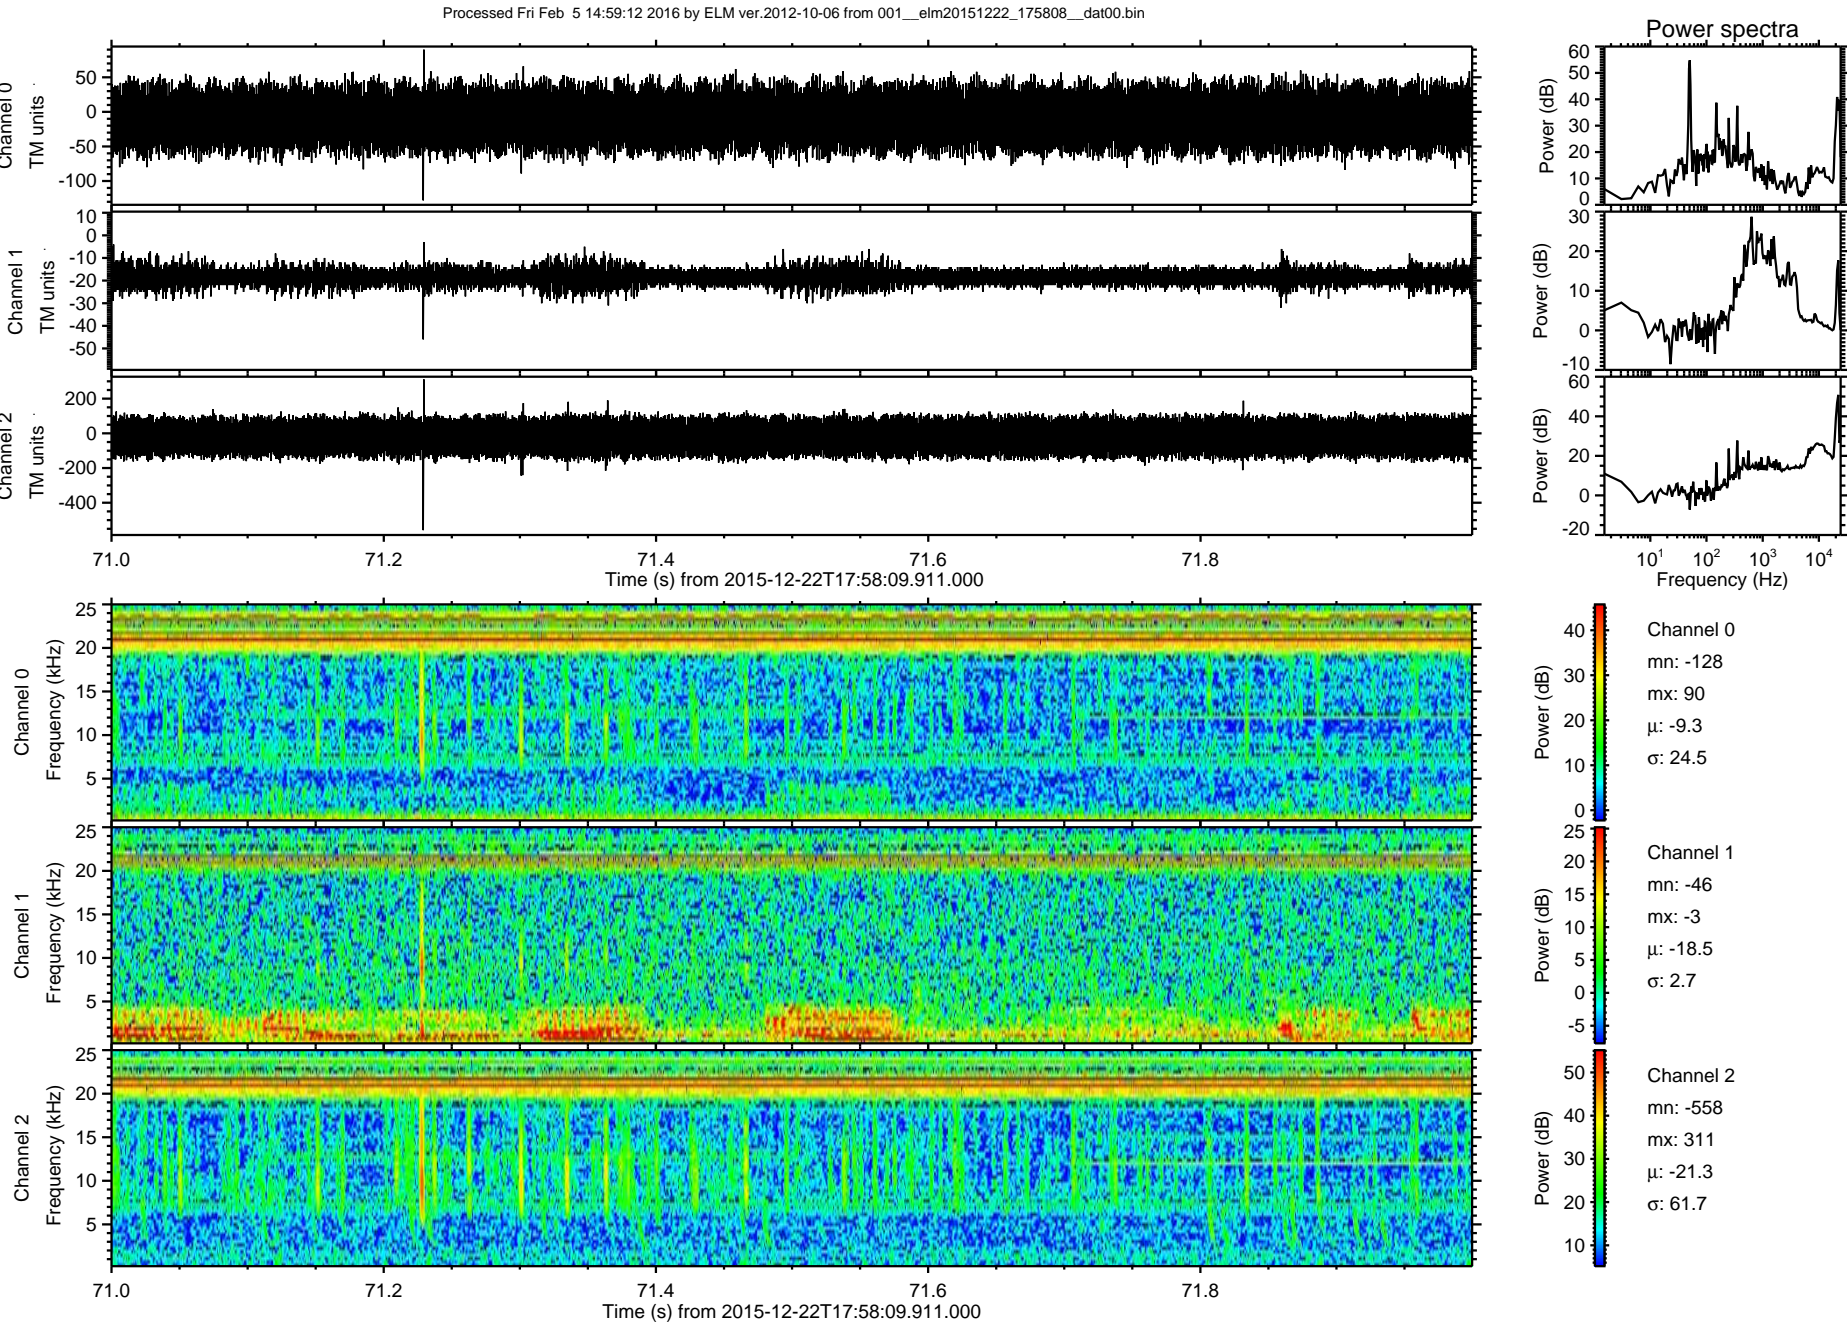 Processed Fri Feb  5 14:59:12 2016 by ELM ver.2012-10-06 from 001__elm20151222_175808__dat00.bin
Power spectra
Channel 0
TM units
50
0
-50
-100
Power (dB)
60
50
40
30
20
10
0
Channel 1
TM units
10
0
-10
-20
-30
-40
-50
Power (dB)
30
20
10
0
-10
Channel 2
TM units
200
0
-200
-400
Power (dB)
60
40
20
0
-20
71.0 71.2 71.4 71.6 71.8
Time (s) from 2015-12-22T17:58:09.911.000
10^1 10^2 10^3 10^4
Frequency (Hz)
Channel 0
Frequency (kHz)
25
20
15
10
5
Power (dB)
40
30
20
10
0
Channel 0
mn: -128
mx: 90
μ: -9.3
σ: 24.5
Channel 1
Frequency (kHz)
25
20
15
10
5
Power (dB)
25
20
15
10
5
0
-5
Channel 1
mn: -46
mx: -3
μ: -18.5
σ: 2.7
Channel 2
Frequency (kHz)
25
20
15
10
5
Power (dB)
50
40
30
20
10
Channel 2
mn: -558
mx: 311
μ: -21.3
σ: 61.7
71.0 71.2 71.4 71.6 71.8
Time (s) from 2015-12-22T17:58:09.911.000